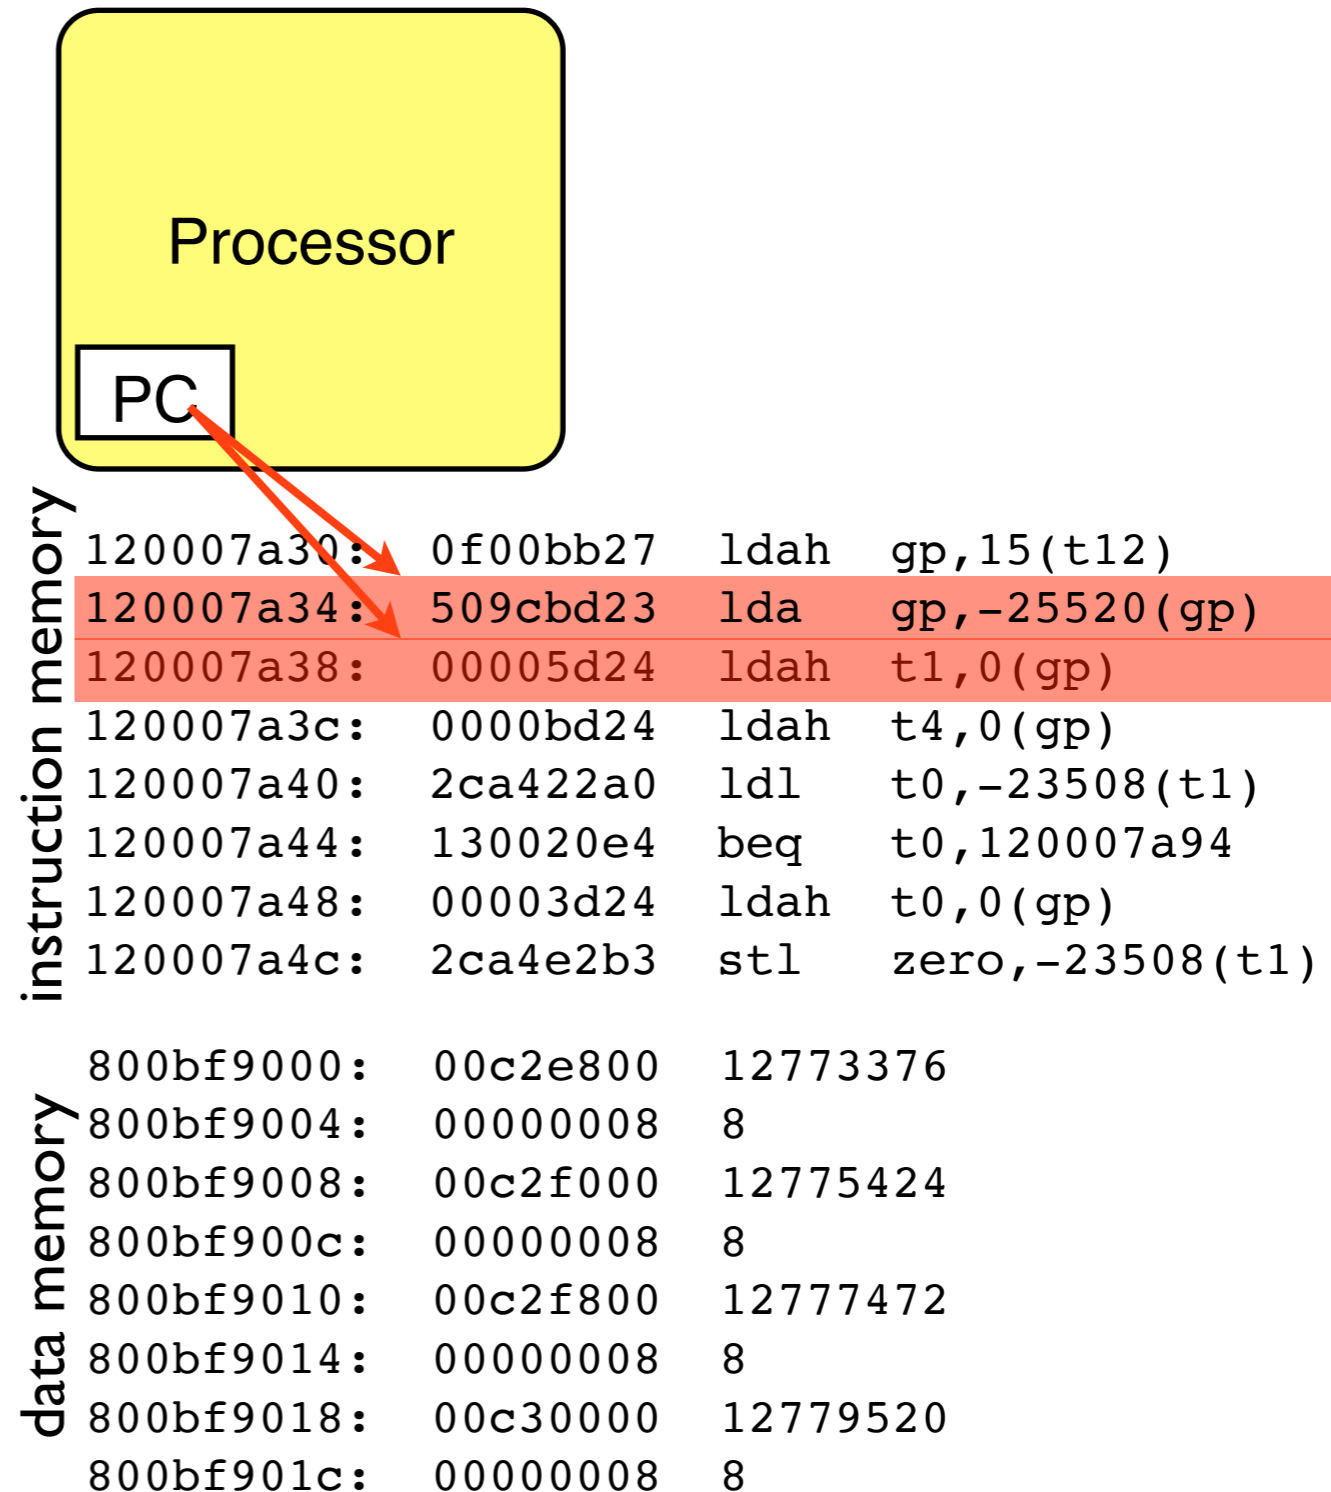 Processor
PC
instruction memory
120007a30: 0f00bb27 ldah gp,15(t12)
120007a34: 509cbd23 lda gp,-25520(gp)
120007a38: 00005d24 ldah t1,0(gp)
120007a3c: 0000bd24 ldah t4,0(gp)
120007a40: 2ca422a0 ldl t0,-23508(t1)
120007a44: 130020e4 beq t0,120007a94
120007a48: 00003d24 ldah t0,0(gp)
120007a4c: 2ca4e2b3 stl zero,-23508(t1)
data memory
800bf9000: 00c2e800 12773376
800bf9004: 00000008 8
800bf9008: 00c2f000 12775424
800bf900c: 00000008 8
800bf9010: 00c2f800 12777472
800bf9014: 00000008 8
800bf9018: 00c30000 12779520
800bf901c: 00000008 8